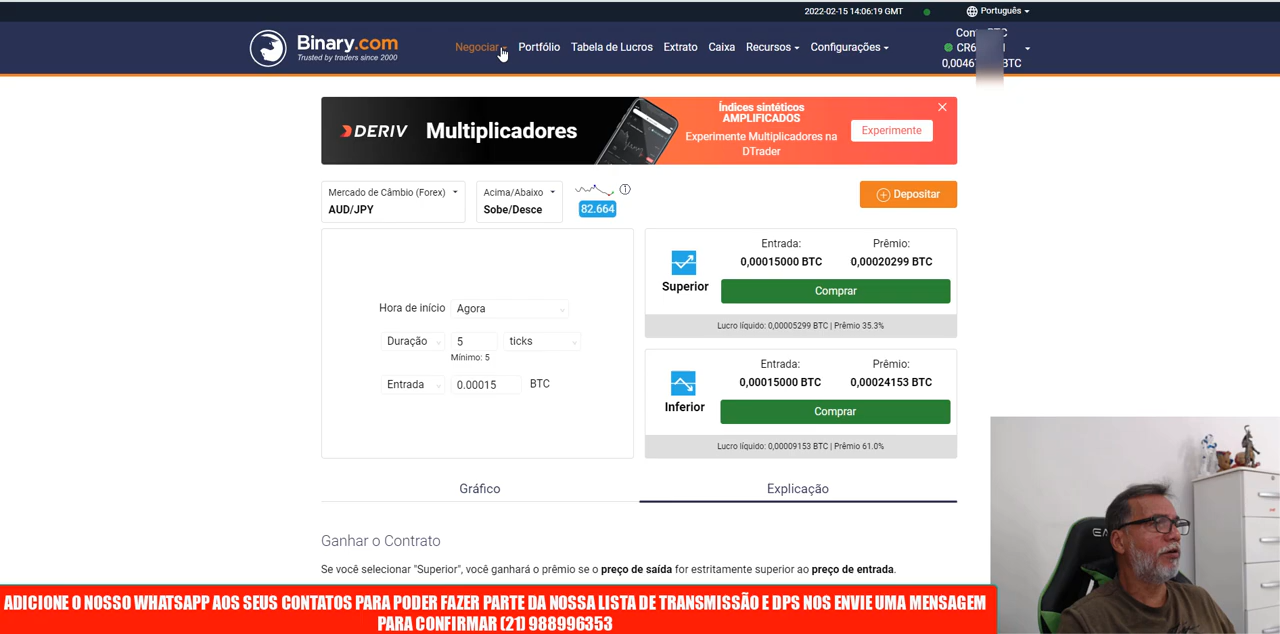 2022-02-15 14:06:19 GMT
Português
Binary.com
Trusted by traders since 2000
Negociar
Portfólio
Tabela de Lucros
Extrato
Caixa
Recursos
Configurações
BTC
DERIV
Multiplicadores
Índices sintéticos
AMPLIFICADOS
Experimente Multiplicadores na
DTrader
Experimente
Mercado de Câmbio (Forex)
AUD/JPY
Acima/Abaixo
Sobe/Desce
82.664
Depositar
Hora de início Agora
Duração 5 ticks
Mínimo: 5
Entrada 0.00015 BTC
Superior
Entrada: Prêmio:
0,00015000 BTC 0,00020299 BTC
Comprar
Lucro líquido: 0,00005299 BTC | Prêmio 35.3%
Inferior
Entrada: Prêmio:
0,00015000 BTC 0,00024153 BTC
Comprar
Lucro líquido: 0,00009153 BTC | Prêmio 61.0%
Gráfico
Explicação
Ganhar o Contrato
Se você selecionar "Superior", você ganhará o prêmio se o preço de saída for estritamente superior ao preço de entrada.
ADICIONE O NOSSO WHATSAPP AOS SEUS CONTATOS PARA PODER FAZER PARTE DA NOSSA LISTA DE TRANSMISSÃO E DPS NOS ENVIE UMA MENSAGEM
PARA CONFIRMAR (21) 988996353